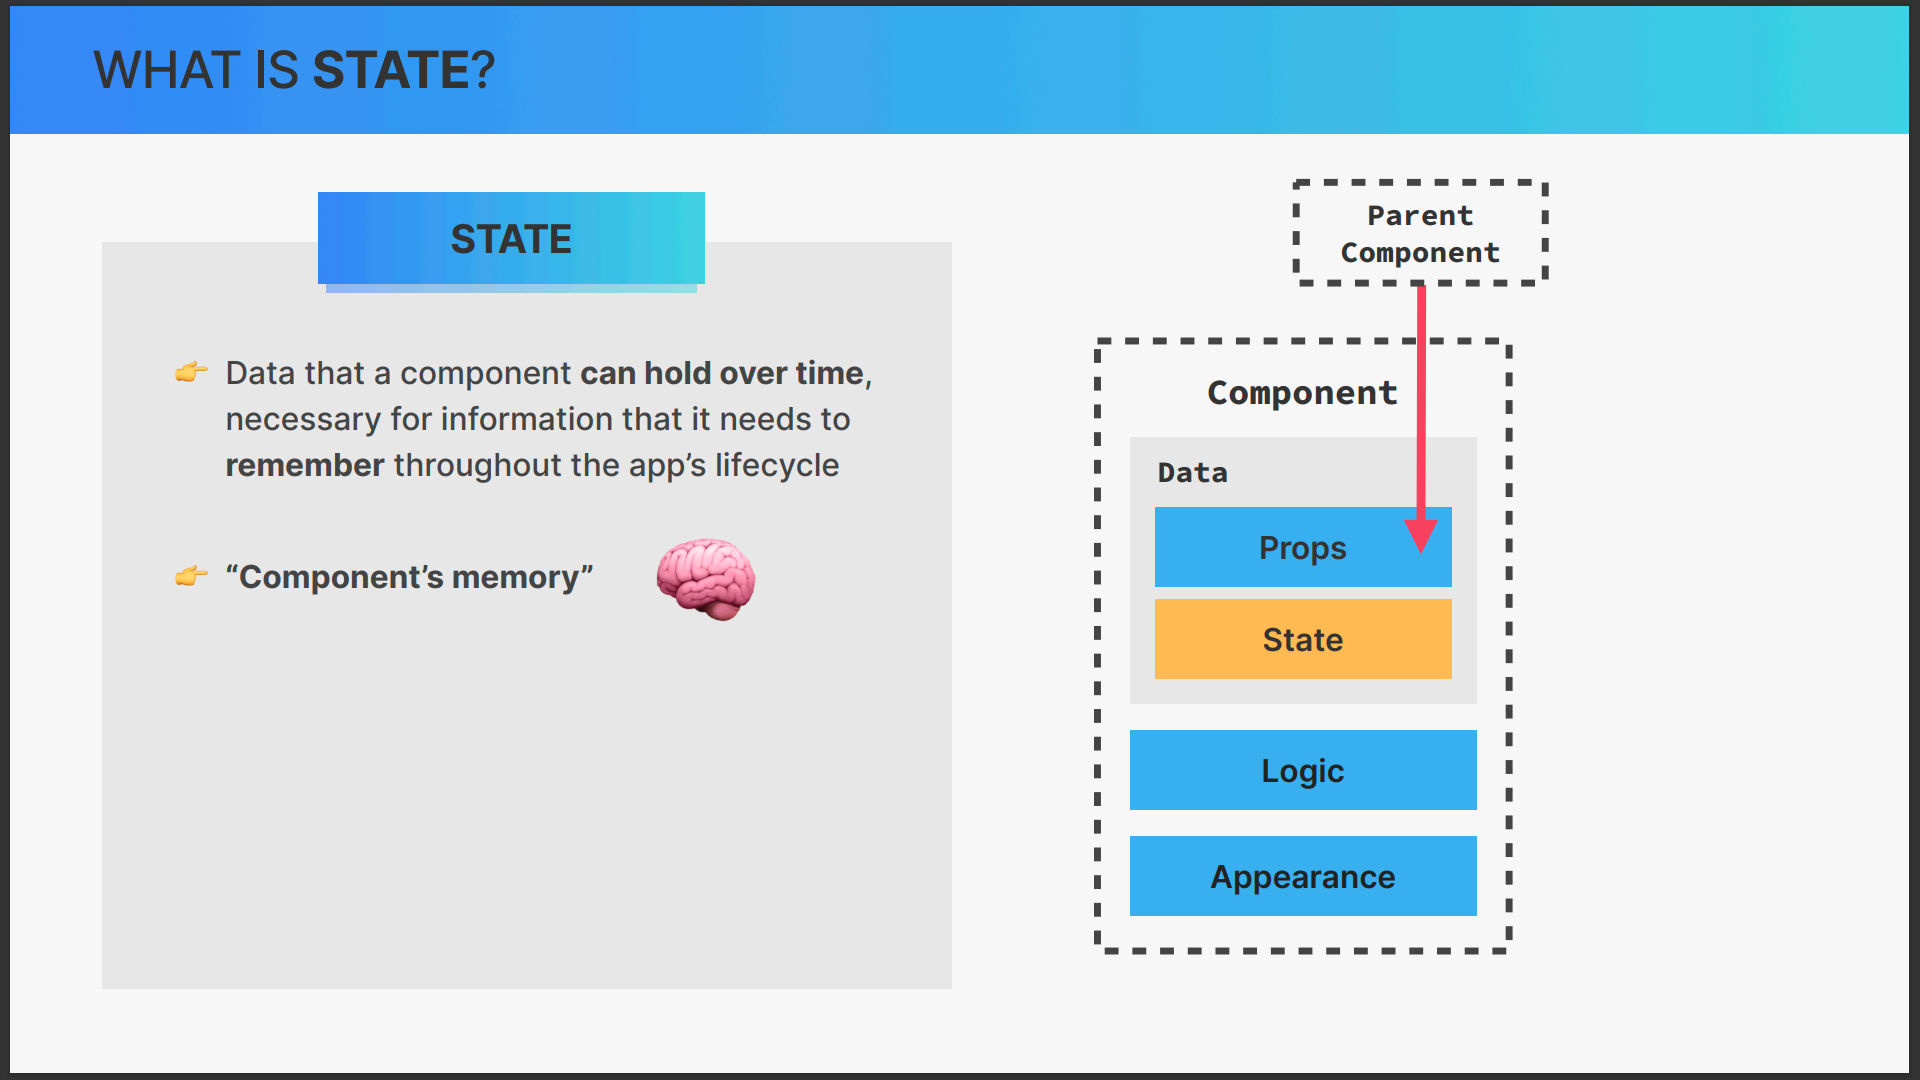 WHAT IS STATE?
STATE
👉 Data that a component can hold over time,
necessary for information that it needs to
remember throughout the app’s lifecycle
👉 “Component’s memory” 🧠
Parent
Component
Component
Data
Props
State
Logic
Appearance